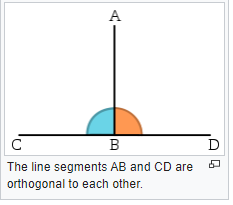 A
C B D
The line segments AB and CD are
orthogonal to each other.